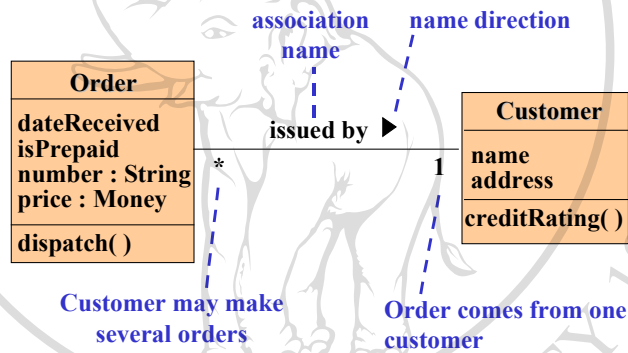 association
name
name direction
Order
dateReceived
isPrepaid
number : String
price : Money
dispatch( )
issued by
*
1
Customer
name
address
creditRating( )
Customer may make
several orders
Order comes from one
customer